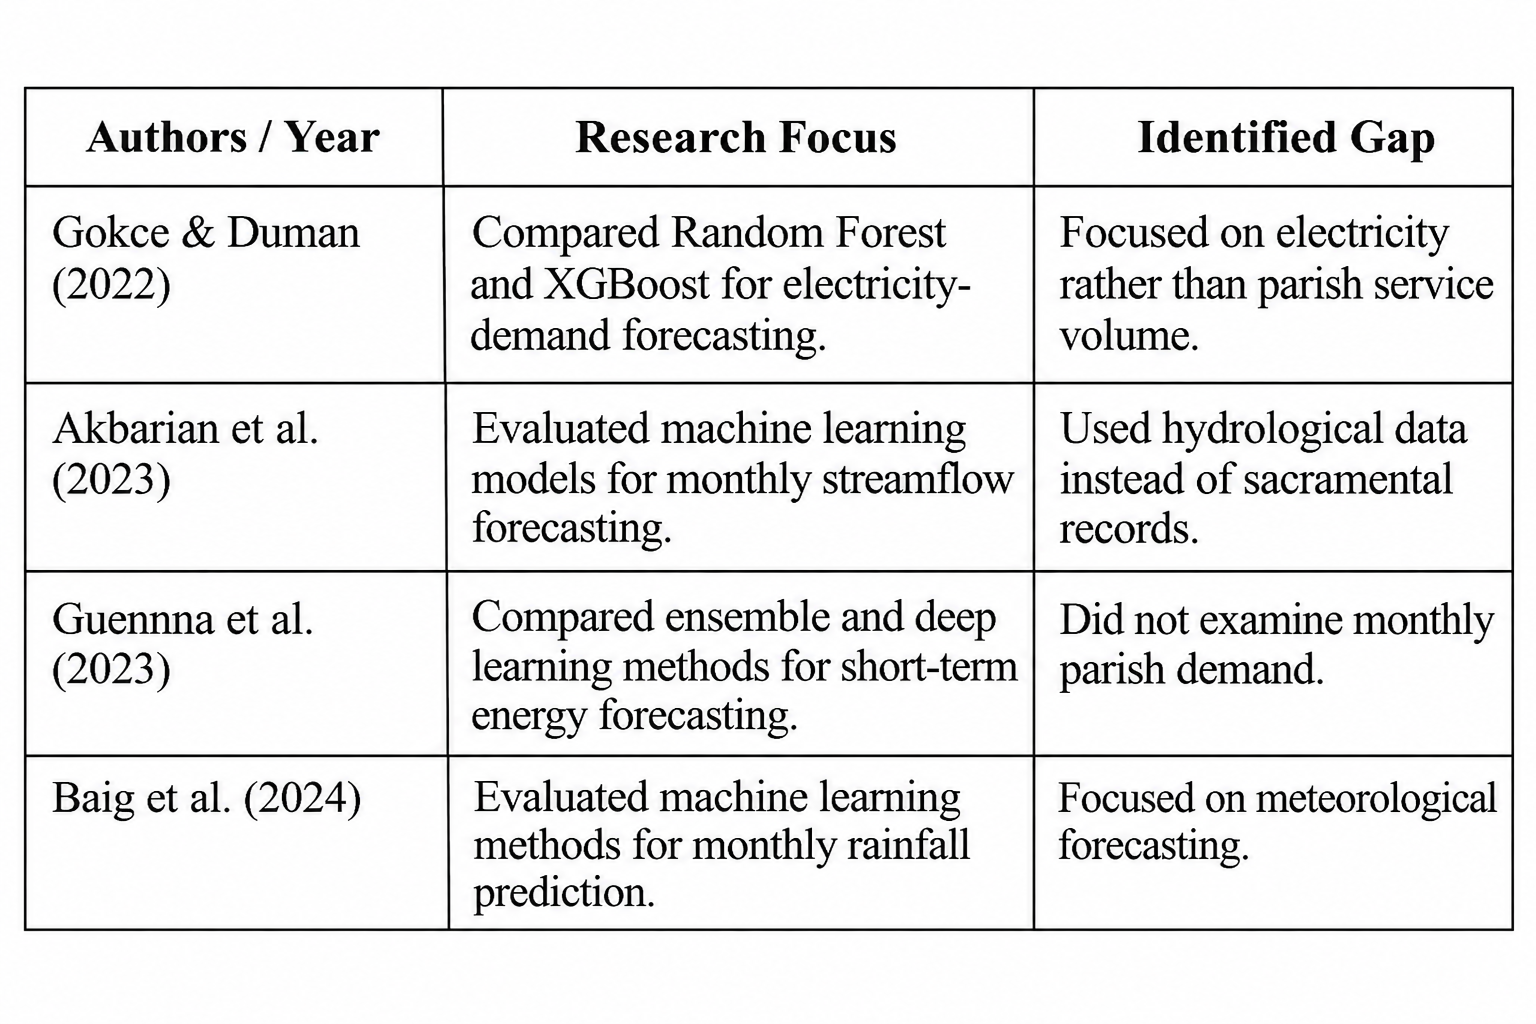 Authors / Year
Research Focus
Identified Gap
Gokce & Duman
(2022)
Compared Random Forest
and XGBoost for electricity-
demand forecasting.
Focused on electricity
rather than parish service
volume.
Akbarian et al.
(2023)
Evaluated machine learning
models for monthly streamflow
forecasting.
Used hydrological data
instead of sacramental
records.
Guennna et al.
(2023)
Compared ensemble and deep
learning methods for short-term
energy forecasting.
Did not examine monthly
parish demand.
Baig et al. (2024)
Evaluated machine learning
methods for monthly rainfall
prediction.
Focused on meteorological
forecasting.